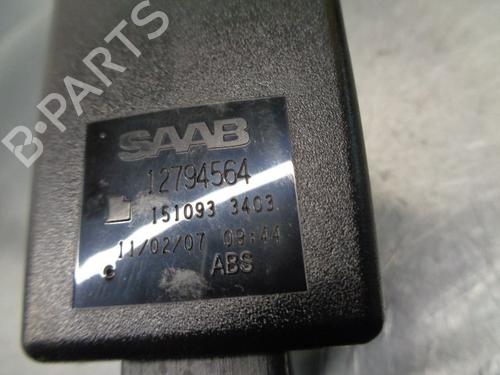 B-PARTS
SAAB
12794564
151093 3403
11/02/07 09:44
C ABS